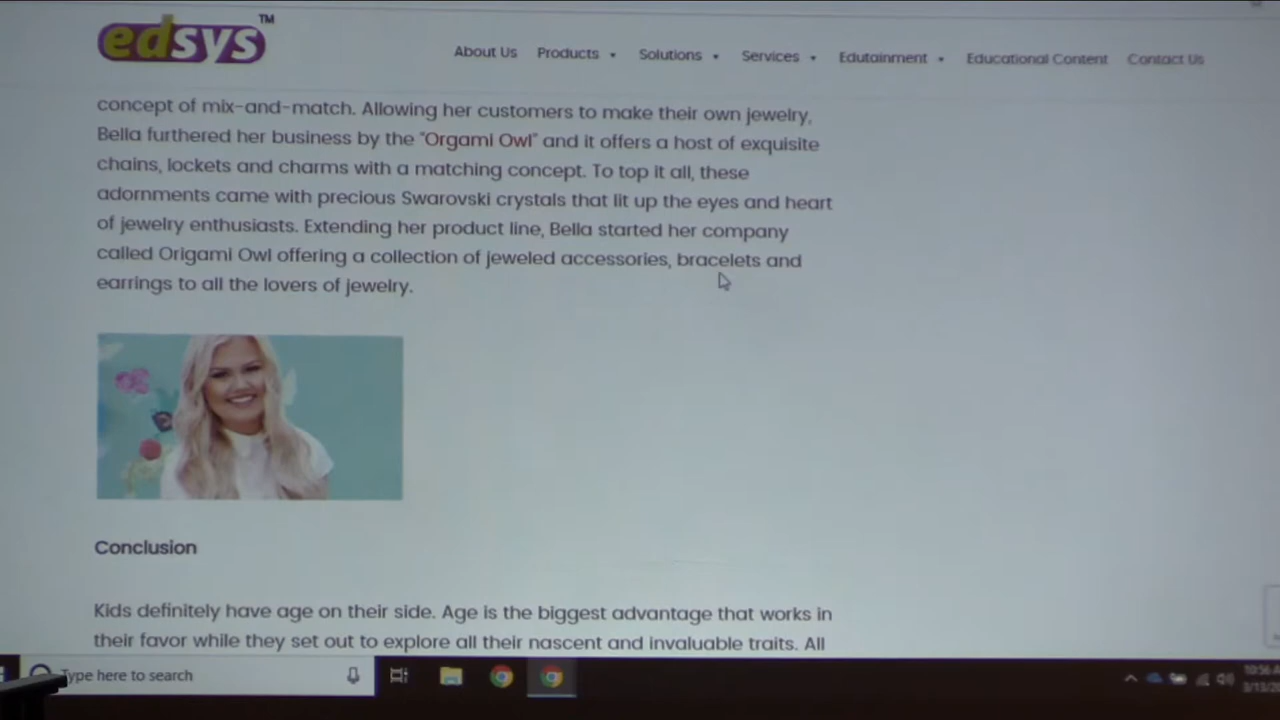 edsys™
About Us Products Solutions Services Edutainment Educational Content Contact Us
concept of mix-and-match. Allowing her customers to make their own jewelry,
Bella furthered her business by the "Orgami Owl" and it offers a host of exquisite
chains, lockets and charms with a matching concept. To top it all, these
adornments came with precious Swarovski crystals that lit up the eyes and heart
of jewelry enthusiasts. Extending her product line, Bella started her company
called Origami Owl offering a collection of jeweled accessories, bracelets and
earrings to all the lovers of jewelry.
Conclusion
Kids definitely have age on their side. Age is the biggest advantage that works in
their favor while they set out to explore all their nascent and invaluable traits. All
Type here to search